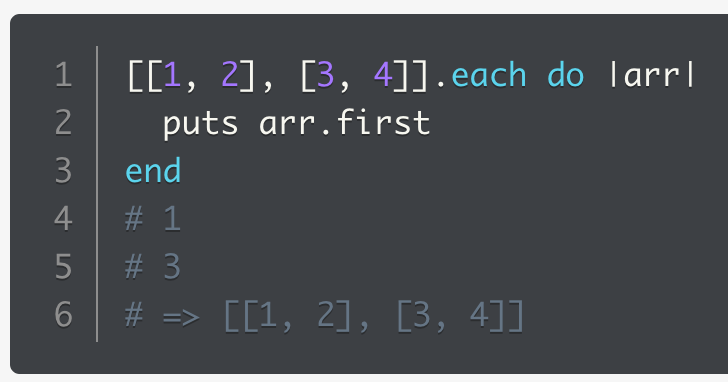 1 [[1, 2], [3, 4]].each do |arr|
2   puts arr.first
3 end
4 # 1
5 # 3
6 # => [[1, 2], [3, 4]]